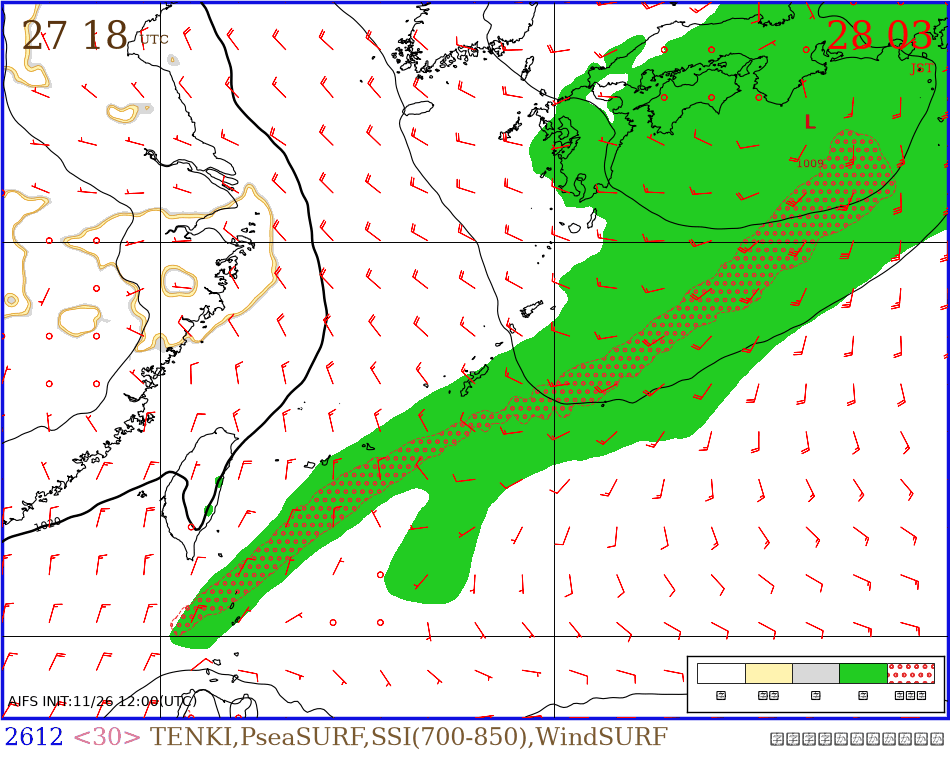 27 18 UTC
28 03
JST
L
1009
1020
AIFS INIT:11/26 12:00(UTC)
2612 <30> TENKI,PseaSURF,SSI(700-850),WindSURF